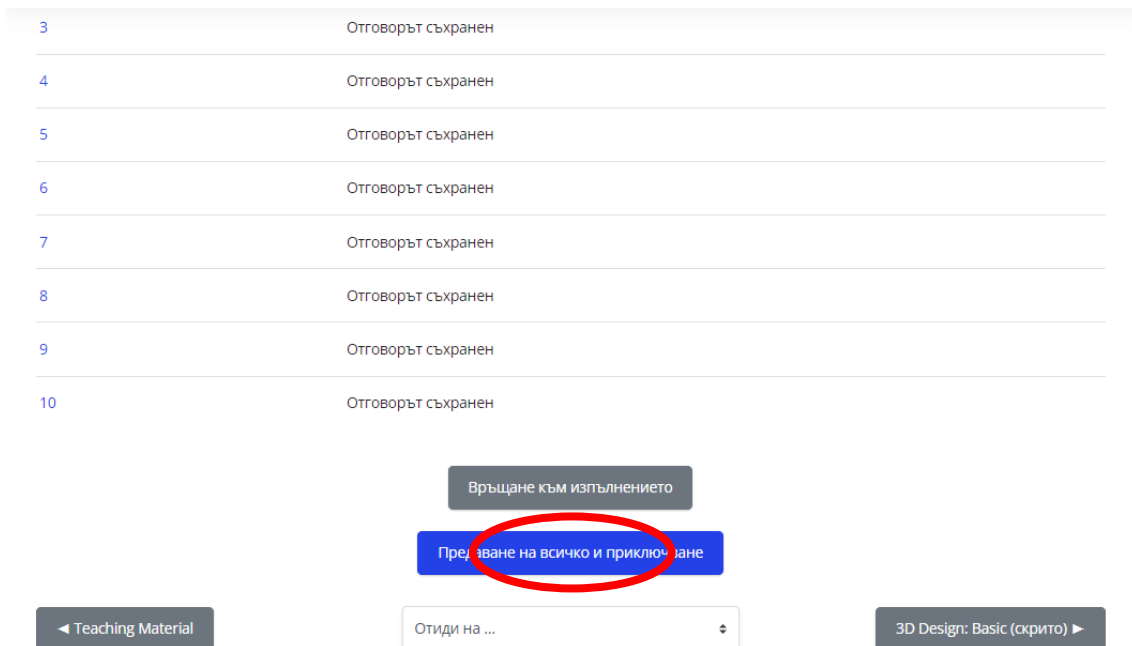 3 Отговорът съхранен
4 Отговорът съхранен
5 Отговорът съхранен
6 Отговорът съхранен
7 Отговорът съхранен
8 Отговорът съхранен
9 Отговорът съхранен
10 Отговорът съхранен
Връщане към изпълнението
Предаване на всичко и приключване
◄ Teaching Material Отиди на ... 3D Design: Basic (скрито) ►